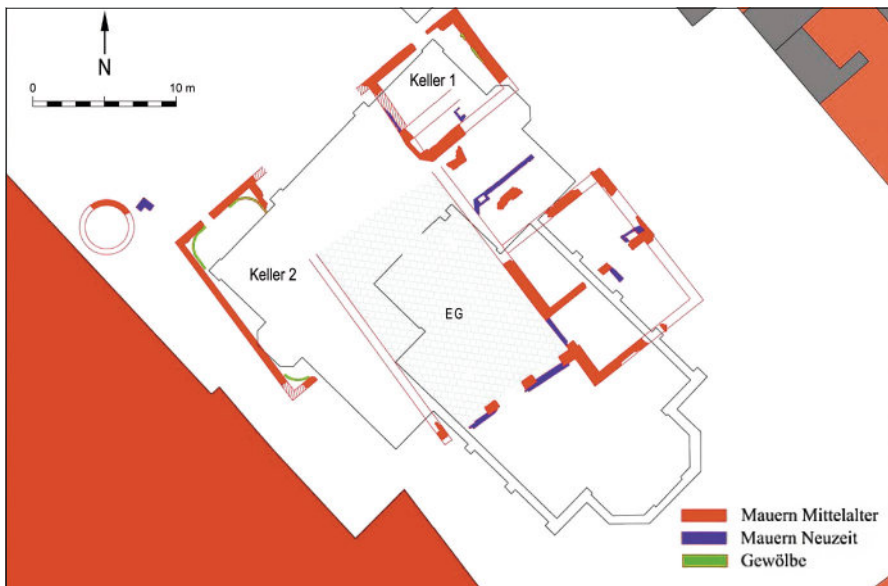 N
0 10 m
Keller 1
Keller 2
EG
Mauern Mittelalter
Mauern Neuzeit
Gewölbe